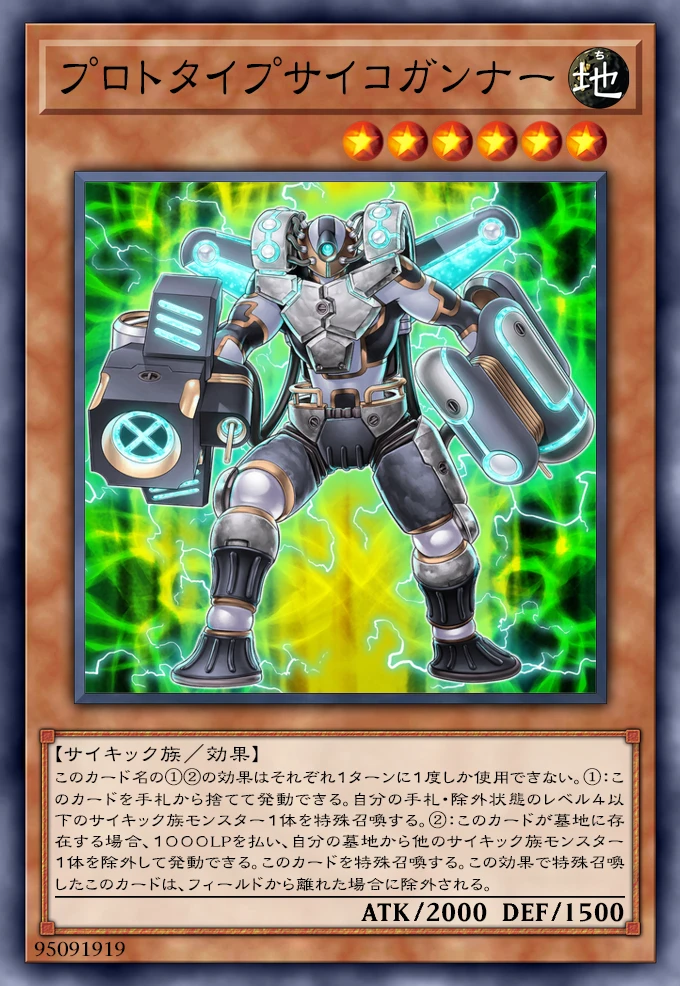 プロトタイプサイコガンナー
ち
地
【サイキック族／効果】
このカード名の①②の効果はそれぞれ1ターンに1度しか使用できない。①：こ
のカードを手札から捨てて発動できる。自分の手札・除外状態のレベル４以
下のサイキック族モンスター1体を特殊召喚する。②：このカードが墓地に存
在する場合、1000LPを払い、自分の墓地から他のサイキック族モンスター
1体を除外して発動できる。このカードを特殊召喚する。この効果で特殊召喚
したこのカードは、フィールドから離れた場合に除外される。
ATK/2000 DEF/1500
95091919